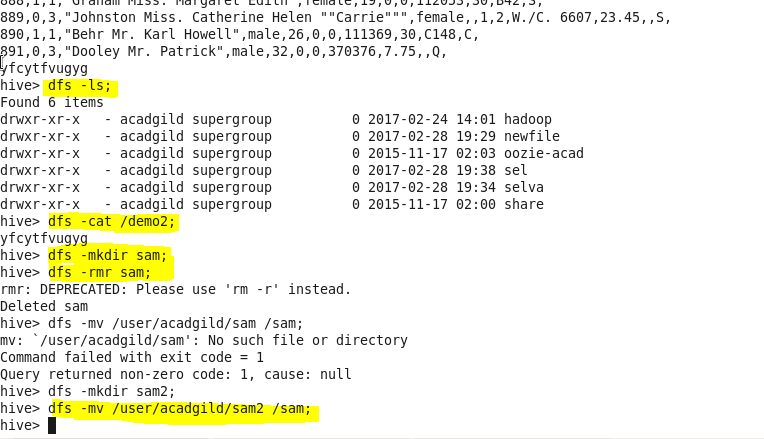 888,1,1,"Graham Miss. Margaret Edith",female,19,0,0,112053,30,B42,S,
889,0,3,"Johnston Miss. Catherine Helen ""Carrie""",female,,1,2,W./C. 6607,23.45,,S,
890,1,1,"Behr Mr. Karl Howell",male,26,0,0,111369,30,C148,C,
891,0,3,"Dooley Mr. Patrick",male,32,0,0,370376,7.75,,Q,
yfcytfvugyg
hive> dfs -ls;
Found 6 items
drwxr-xr-x   - acadgild supergroup          0 2017-02-24 14:01 hadoop
drwxr-xr-x   - acadgild supergroup          0 2017-02-28 19:29 newfile
drwxr-xr-x   - acadgild supergroup          0 2015-11-17 02:03 oozie-acad
drwxr-xr-x   - acadgild supergroup          0 2017-02-28 19:38 sel
drwxr-xr-x   - acadgild supergroup          0 2017-02-28 19:34 selva
drwxr-xr-x   - acadgild supergroup          0 2015-11-17 02:00 share
hive> dfs -cat /demo2;
yfcytfvugyg
hive> dfs -mkdir sam;
hive> dfs -rmr sam;
rmr: DEPRECATED: Please use 'rm -r' instead.
Deleted sam
hive> dfs -mv /user/acadgild/sam /sam;
mv: `/user/acadgild/sam': No such file or directory
Command failed with exit code = 1
Query returned non-zero code: 1, cause: null
hive> dfs -mkdir sam2;
hive> dfs -mv /user/acadgild/sam2 /sam;
hive>